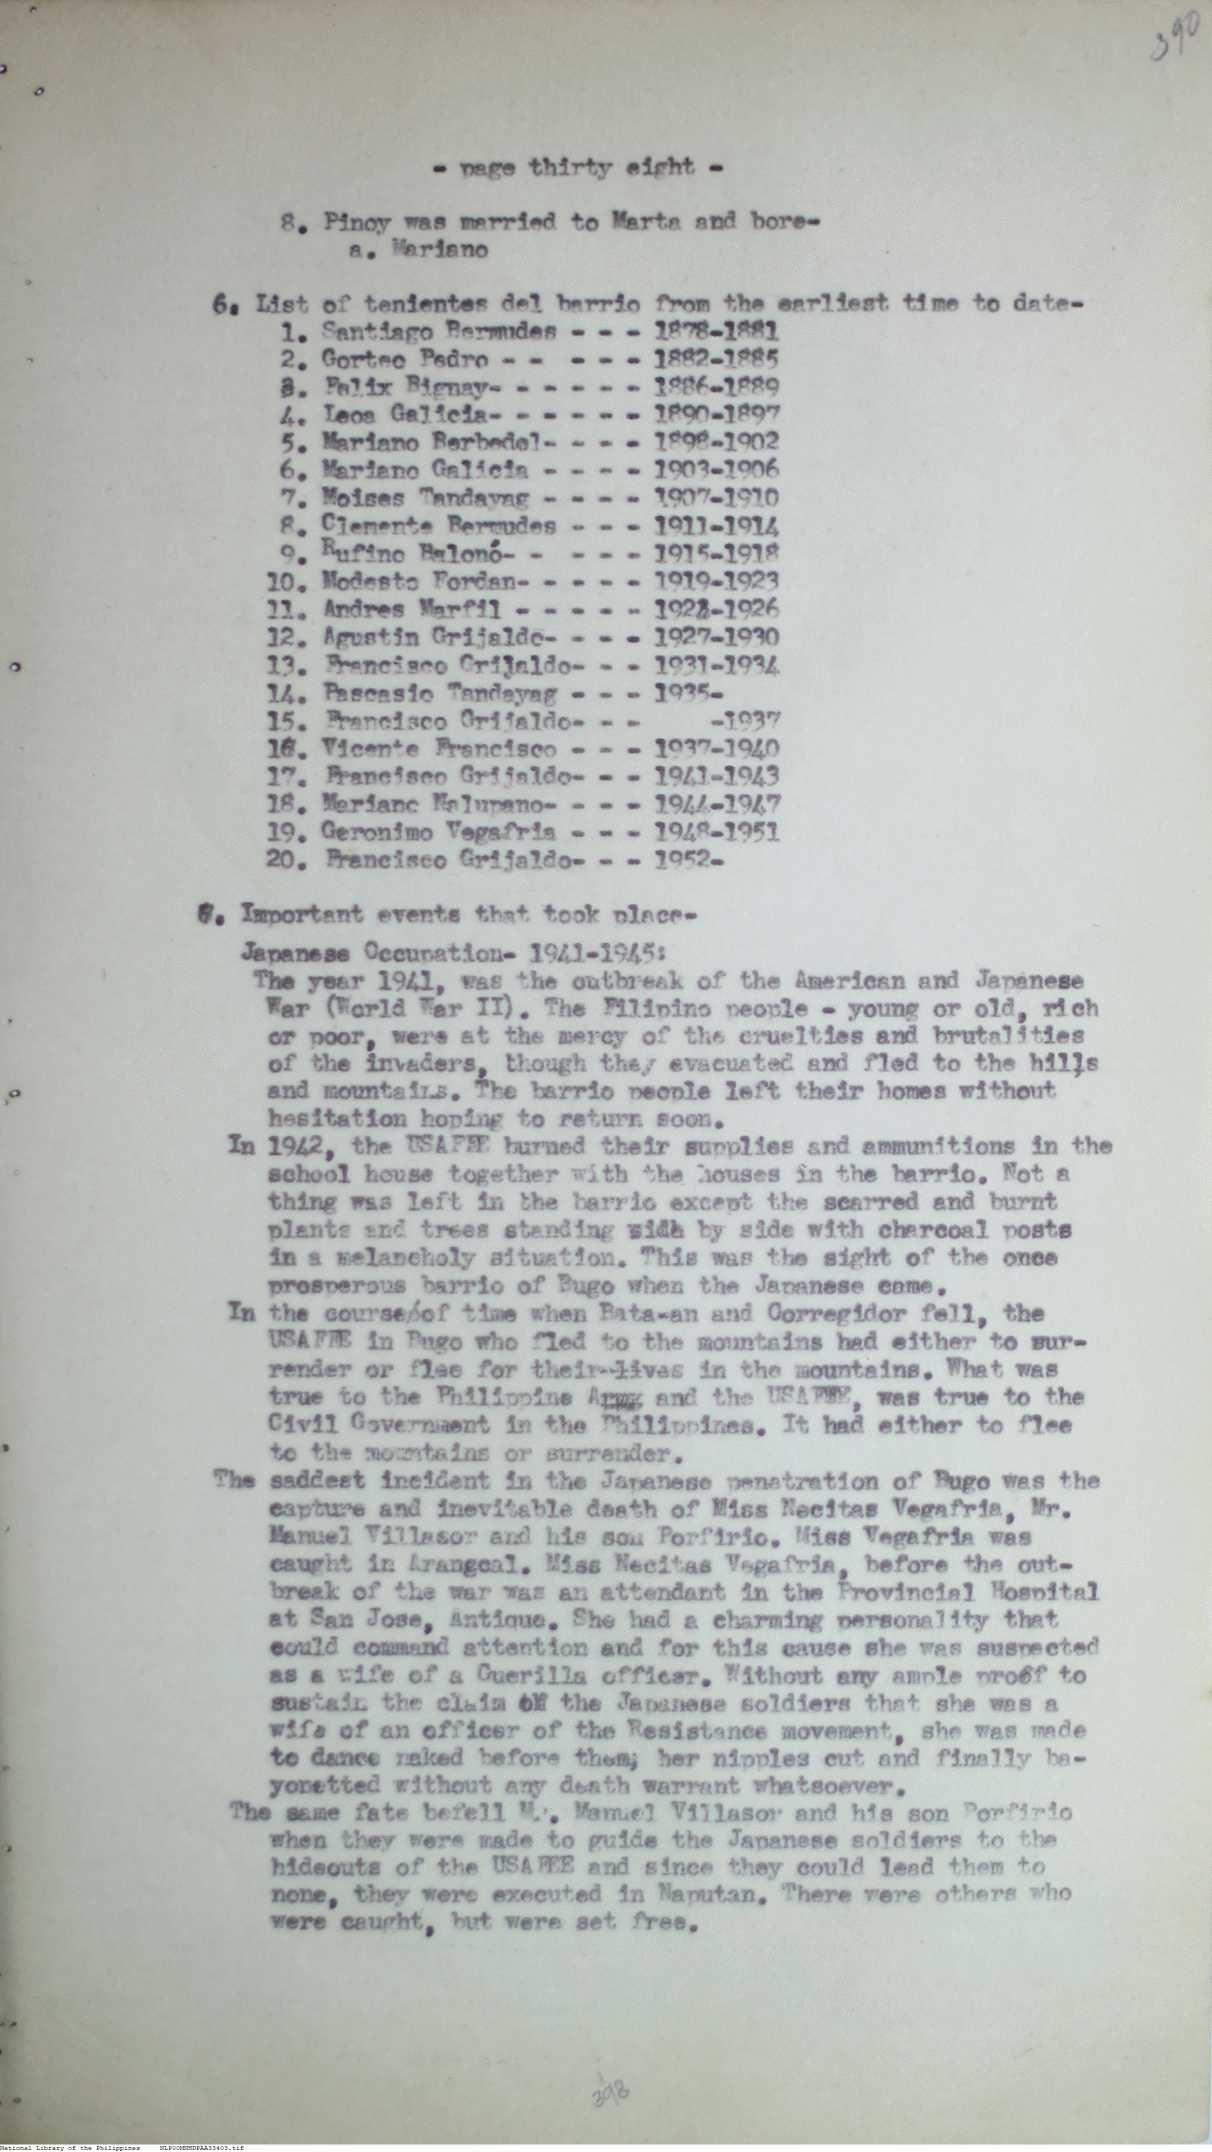 390
- page thirty eight -
8. Pinoy was married to Marta and bore-
a. Mariano
6. List of tenientes del barrio from the earliest time to date-
1. Santiago Bermudes - - - 1878-1881
2. Gorteo Pedro - - - - - 1882-1885
3. Felix Bignay- - - - - - 1886-1889
4. Leos Galicia- - - - - - 1890-1897
5. Mariano Berbedel- - - - 1898-1902
6. Mariano Galicia - - - - 1903-1906
7. Moises Tandayag - - - - 1907-1910
8. Clemente Bermudes - - - 1911-1914
9. Rufino Balono- - - - - 1915-1918
10. Modesto Fordan- - - - - 1919-1923
11. Andres Marfil - - - - - 1924-1926
12. Agustin Grijaldo- - - - 1927-1930
13. Francisco Grijaldo- - - 1931-1934
14. Pascasio Tandayag - - - 1935-
15. Francisco Grijaldo- - - -1937
16. Vicente Francisco - - - 1937-1940
17. Francisco Grijaldo- - - 1941-1943
18. Mariano Nalupano- - - - 1944-1947
19. Geronimo Vegafria - - - 1948-1951
20. Francisco Grijaldo- - - 1952-
Important events that took place-
Japanese Occupation- 1941-1945:
The year 1941, was the outbreak of the American and Japanese
War (World War II). The Filipino people - young or old, rich
or poor, were at the mercy of the cruelties and brutalities
of the invaders, though they evacuated and fled to the hills
and mountains. The barrio people left their homes without
hesitation hoping to return soon.
In 1942, the USAFFE burned their supplies and ammunitions in the
school house together with the houses in the barrio. Not a
thing was left in the barrio except the scarred and burnt
plants and trees standing side by side with charcoal posts
in a melancholy situation. This was the sight of the once
prosperous barrio of Bugo when the Japanese came.
In the course of time when Bata-an and Corregidor fell, the
USAFFE in Bugo who fled to the mountains had either to sur-
render or flee for their lives in the mountains. What was
true to the Philippine Army and the USAFFE, was true to the
Civil Government in the Philippines. It had either to flee
to the mountains or surrender.
The saddest incident in the Japanese penetration of Bugo was the
capture and inevitable death of Miss Necitas Vegafria, Mr.
Manuel Villasor and his son Porfirio. Miss Vegafria was
caught in Arangcal. Miss Necitas Vegafria, before the out-
break of the war was an attendant in the Provincial Hospital
at San Jose, Antique. She had a charming personality that
could command attention and for this cause she was suspected
as a wife of a Guerilla officer. Without any ample proof to
sustain the claim of the Japanese soldiers that she was a
wife of an officer of the Resistance movement, she was made
to dance naked before them; her nipples cut and finally ba-
yonetted without any death warrant whatsoever.
The same fate befell Mr. Manuel Villasor and his son Porfirio
when they were made to guide the Japanese soldiers to the
hideouts of the USAFFE and since they could lead them to
none, they were executed in Naputan. There were others who
were caught, but were set free.
398
National Library of the Philippines